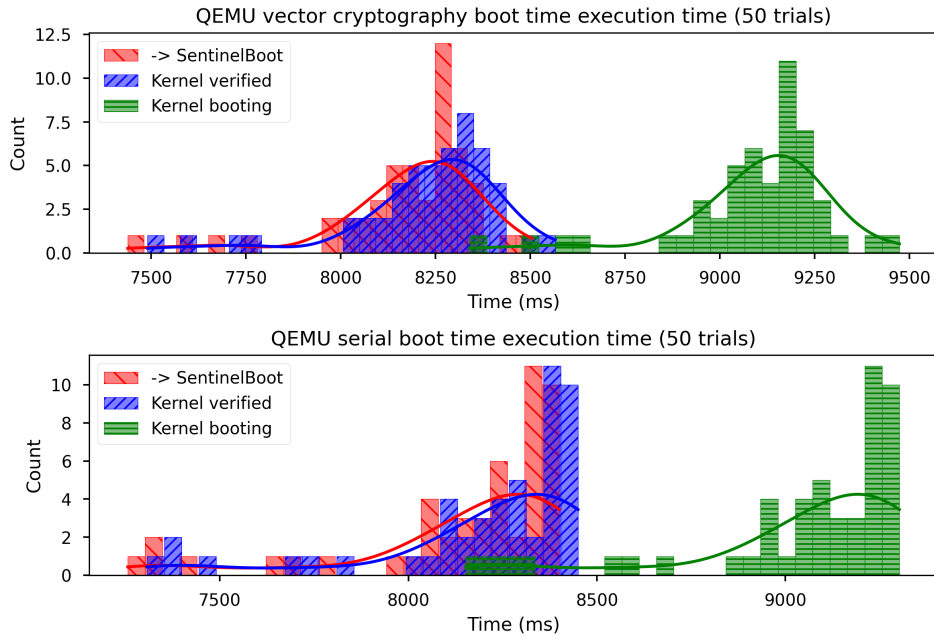 QEMU vector cryptography boot time execution time (50 trials)
12.5
10.0
7.5
5.0
2.5
0.0
Count
-> SentinelBoot
Kernel verified
Kernel booting
7500 7750 8000 8250 8500 8750 9000 9250 9500
Time (ms)
QEMU serial boot time execution time (50 trials)
10
8
6
4
2
0
Count
-> SentinelBoot
Kernel verified
Kernel booting
7500 8000 8500 9000
Time (ms)